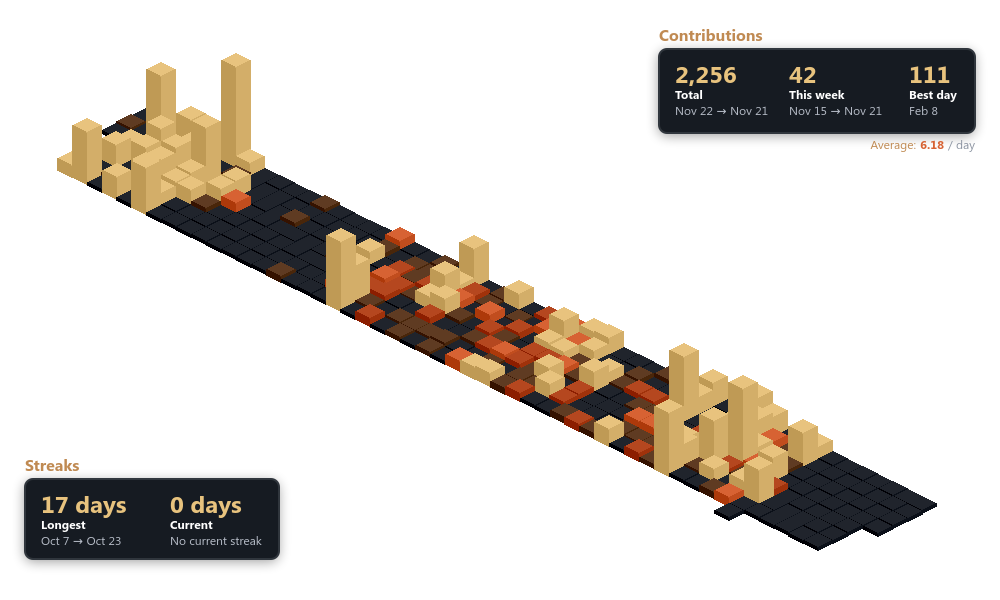 Contributions
2,256 42 111
Total This week Best day
Nov 22 → Nov 21 Nov 15 → Nov 21 Feb 8
Average: 6.18 / day
Streaks
17 days 0 days
Longest Current
Oct 7 → Oct 23 No current streak